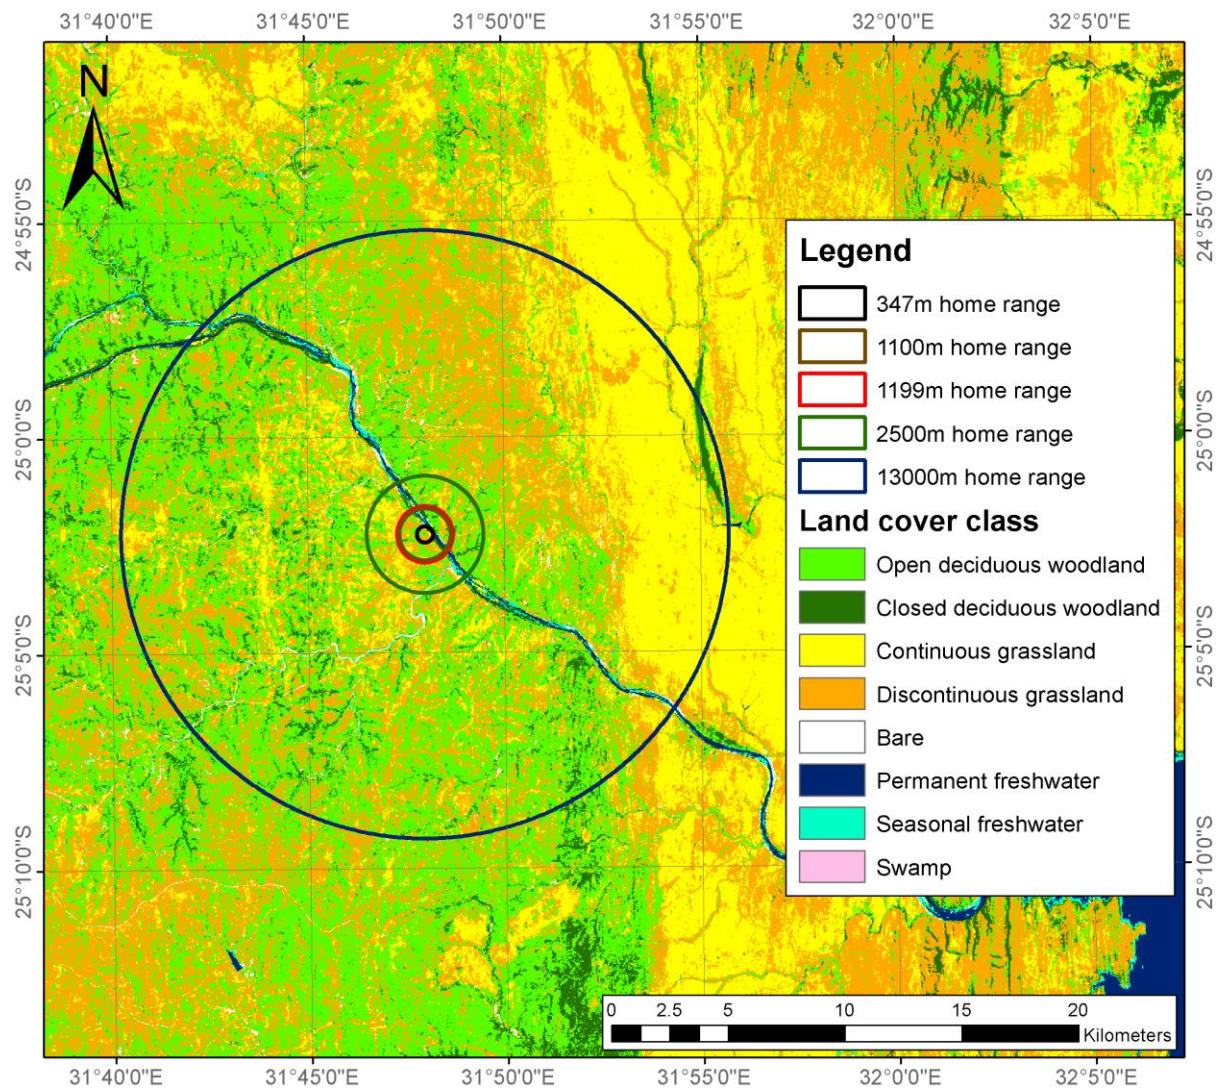 31°40'0"E 31°45'0"E 31°50'0"E 31°55'0"E 32°0'0"E 32°5'0"E
N
24°55'0"S 24°55'0"S
Legend
347m home range
1100m home range
1199m home range
25°0'0"S 25°0'0"S
2500m home range
13000m home range
Land cover class
Open deciduous woodland
Closed deciduous woodland
25°5'0"S 25°5'0"S
Continuous grassland
Discontinuous grassland
Bare
Permanent freshwater
Seasonal freshwater
25°10'0"S 25°10'0"S
Swamp
0 2.5 5 10 15 20
Kilometers
31°40'0"E 31°45'0"E 31°50'0"E 31°55'0"E 32°0'0"E 32°5'0"E